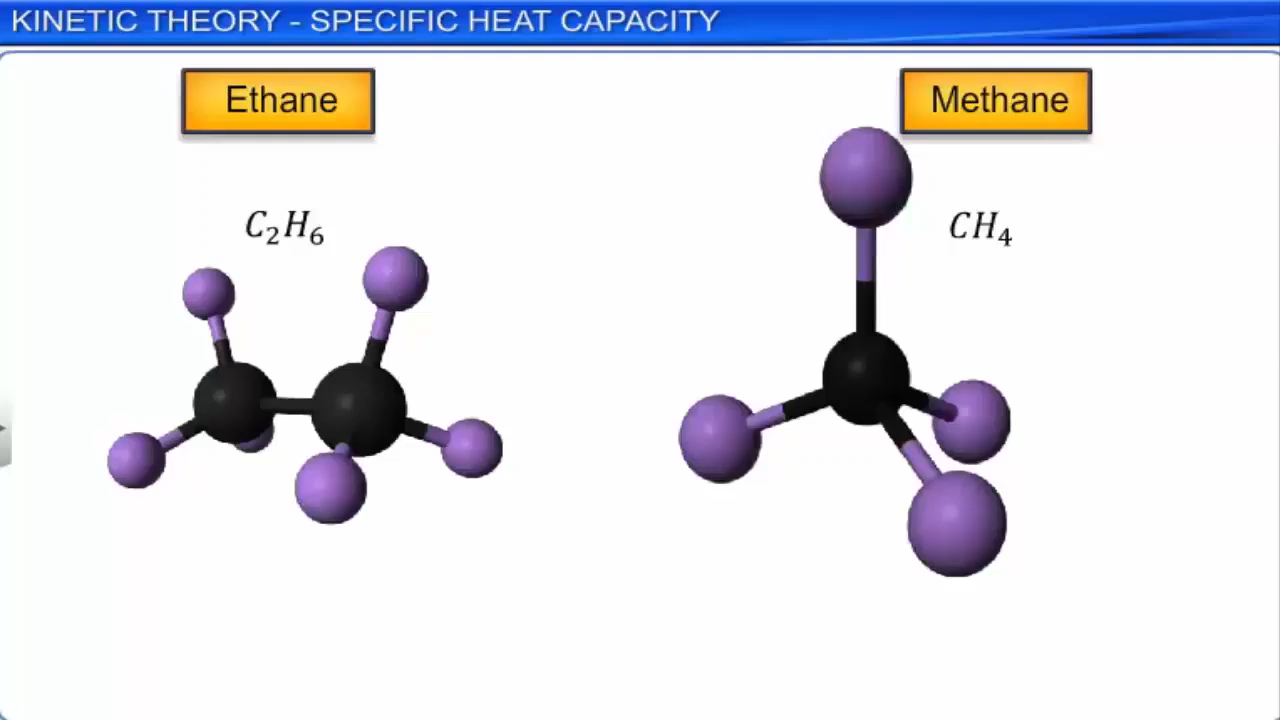 KINETIC THEORY - SPECIFIC HEAT CAPACITY
Ethane
C₂H₆
Methane
CH₄